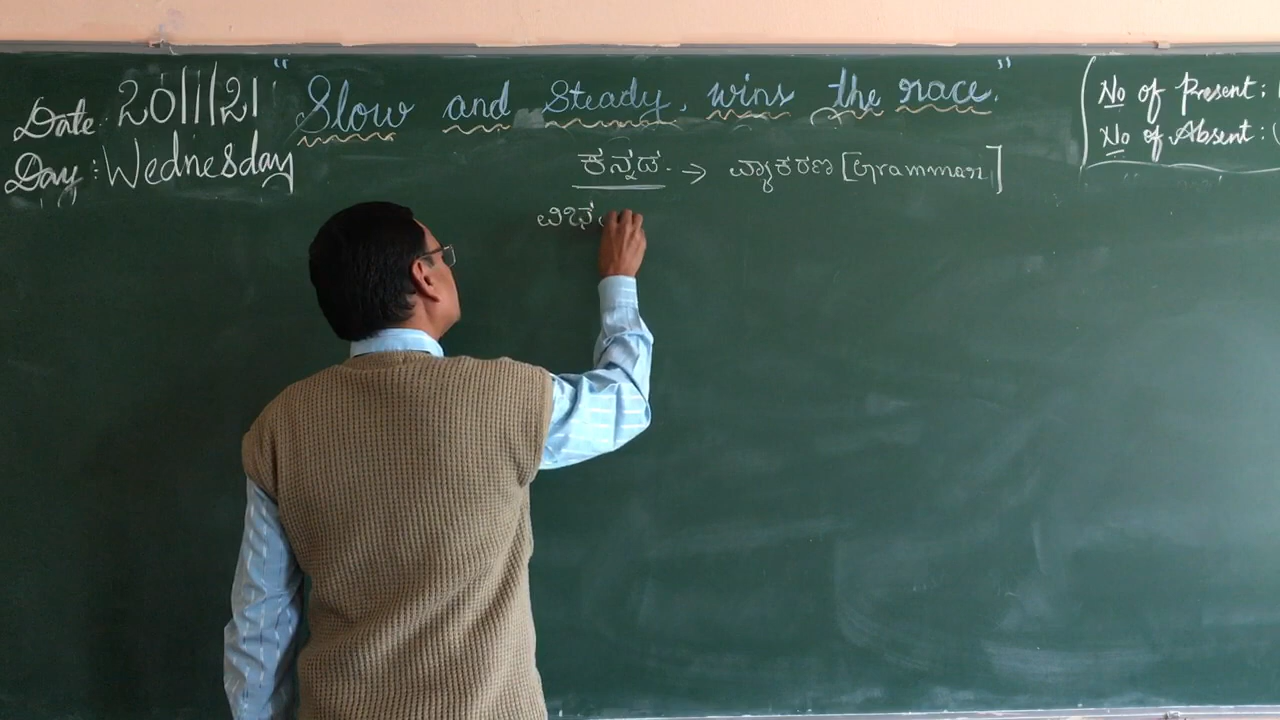 Date 20/1/21 "Slow and Steady, wins the race."
Day : Wednesday
No of Present :
No of Absent :
ಕನ್ನಡ. → ವ್ಯಾಕರಣ [Grammar]